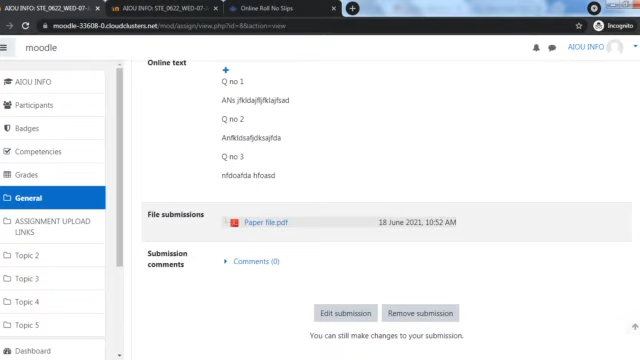 AIOU INFO: STE_0622_WED-07-J
AIOU INFO: STE_0622_WED-07-J
Online Roll No Slips
moodle-33608-0.cloudclusters.net/mod/assign/view.php?id=8&action=view
Incognito
moodle
AIOU INFO
AIOU INFO
Participants
Badges
Competencies
Grades
General
ASSIGNMENT UPLOAD
LINKS
Topic 2
Topic 3
Topic 4
Topic 5
Dashboard
Online text
Q no 1
ANs jfkldajfljfklajfsad
Q no 2
Anfkldsafjdksajfda
Q no 3
nfdoafda hfoasd
File submissions
Paper file.pdf
18 June 2021, 10:52 AM
Submission
comments
Comments (0)
Edit submission
Remove submission
You can still make changes to your submission.